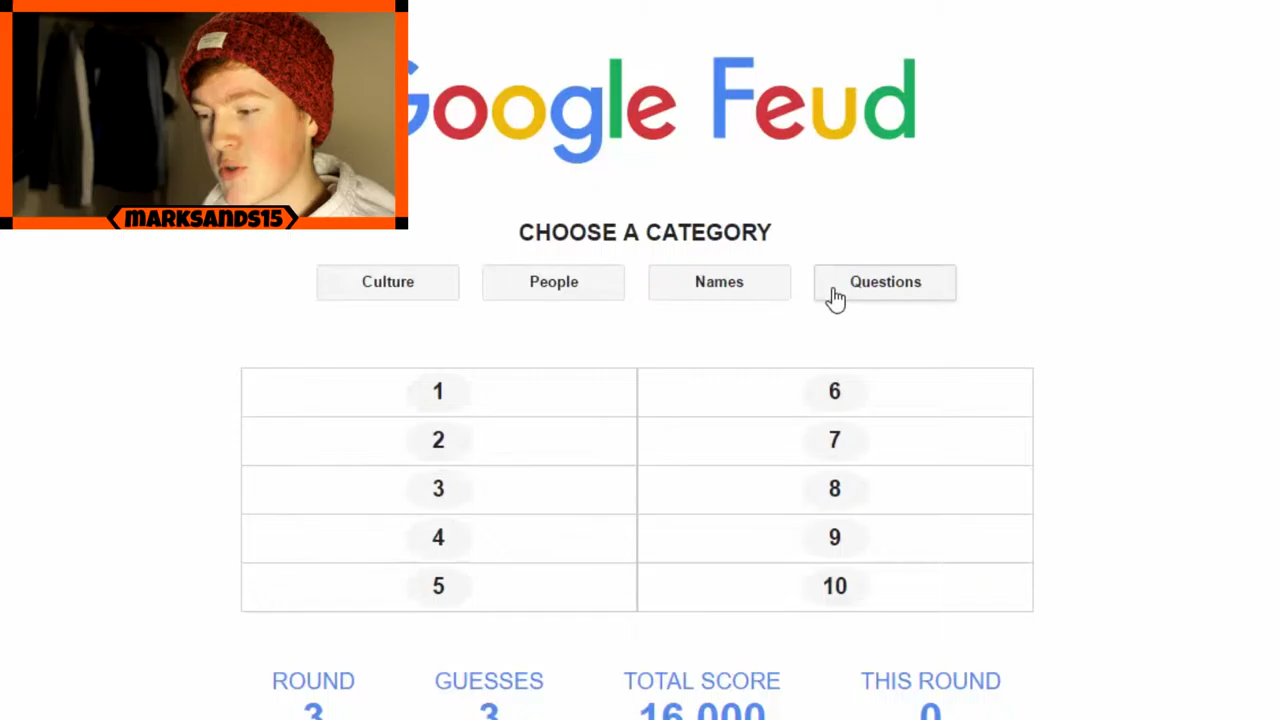 Google Feud
MARKSANDS15
CHOOSE A CATEGORY
Culture People Names Questions
1 6
2 7
3 8
4 9
5 10
ROUND GUESSES TOTAL SCORE THIS ROUND
3 3 16,000 0